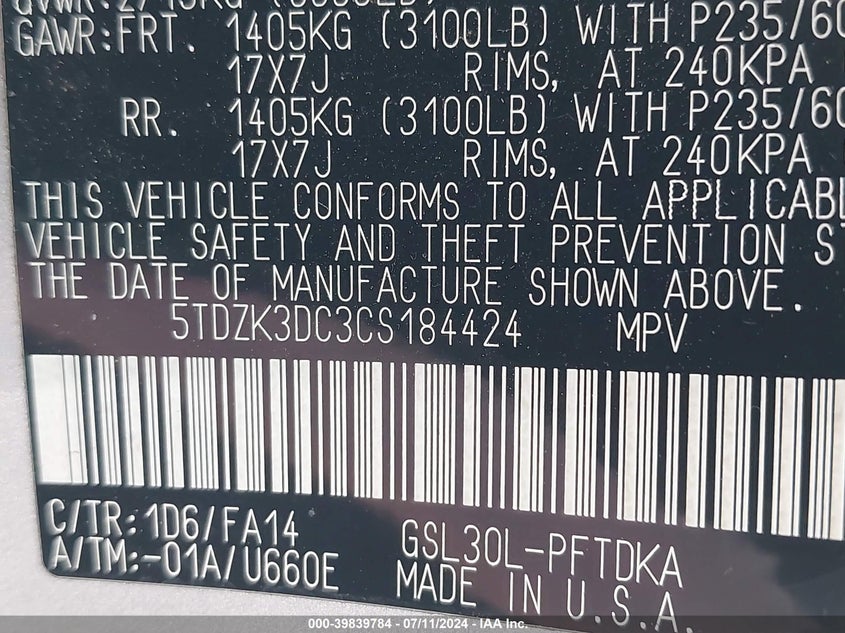 GAWR:FRT. 1405KG (3100LB) WITH P235/60
17X7J RIMS, AT 240KPA
RR. 1405KG (3100LB) WITH P235/60
17X7J RIMS, AT 240KPA
THIS VEHICLE CONFORMS TO ALL APPLICABL
VEHICLE SAFETY AND THEFT PREVENTION ST
THE DATE OF MANUFACTURE SHOWN ABOVE.
5TDZK3DC3CS184424 MPV
C/TR:1D6/FA14
A/TM:-01A/U660E
GSL30L-PFTDKA
MADE IN U.S.A.
000-39839784 - 07/11/2024 - IAA Inc.